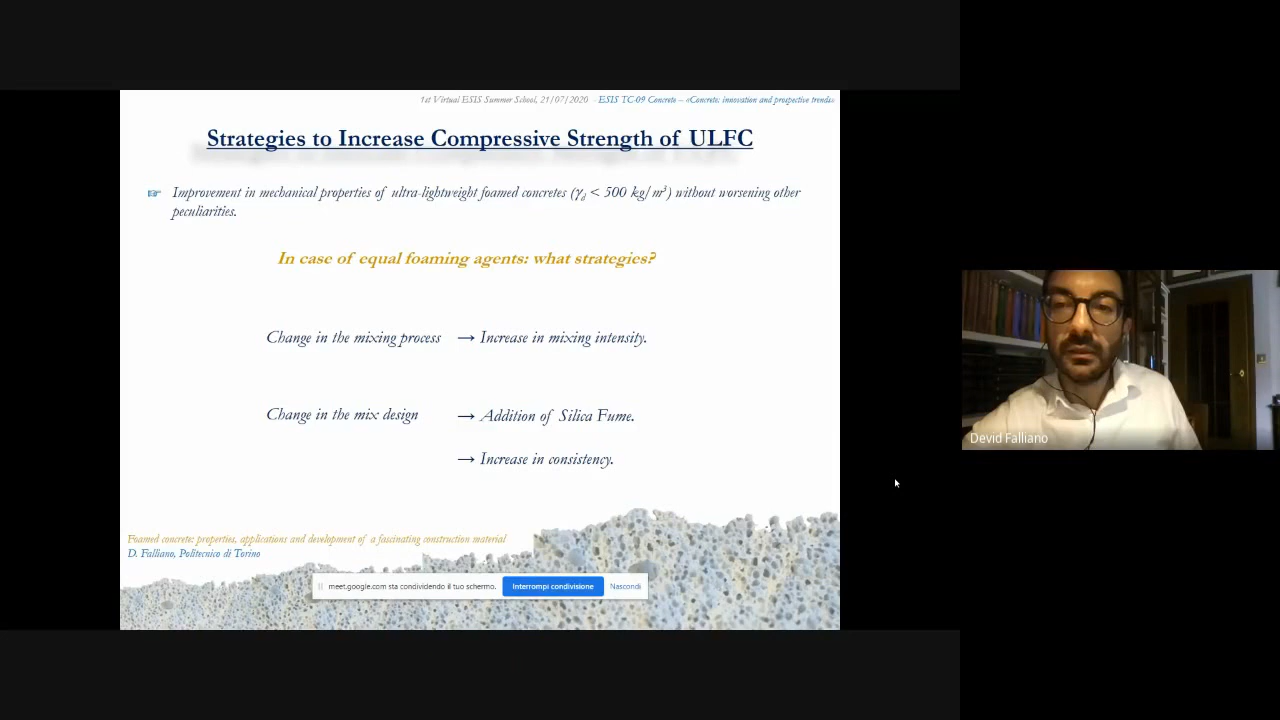 1st Virtual ESIS Summer School, 21/07/2020 - ESIS TC-09 Concrete – «Concrete: innovation and prospective trends»
Strategies to Increase Compressive Strength of ULFC
☞ Improvement in mechanical properties of ultra-lightweight foamed concretes (γd < 500 kg/m³) without worsening other
peculiarities.
In case of equal foaming agents: what strategies?
Change in the mixing process → Increase in mixing intensity.
Change in the mix design → Addition of Silica Fume.
→ Increase in consistency.
Foamed concrete: properties, applications and development of a fascinating construction material
D. Falliano, Politecnico di Torino
meet.google.com sta condividendo il tuo schermo. Interrompi condivisione Nascondi
Devid Falliano